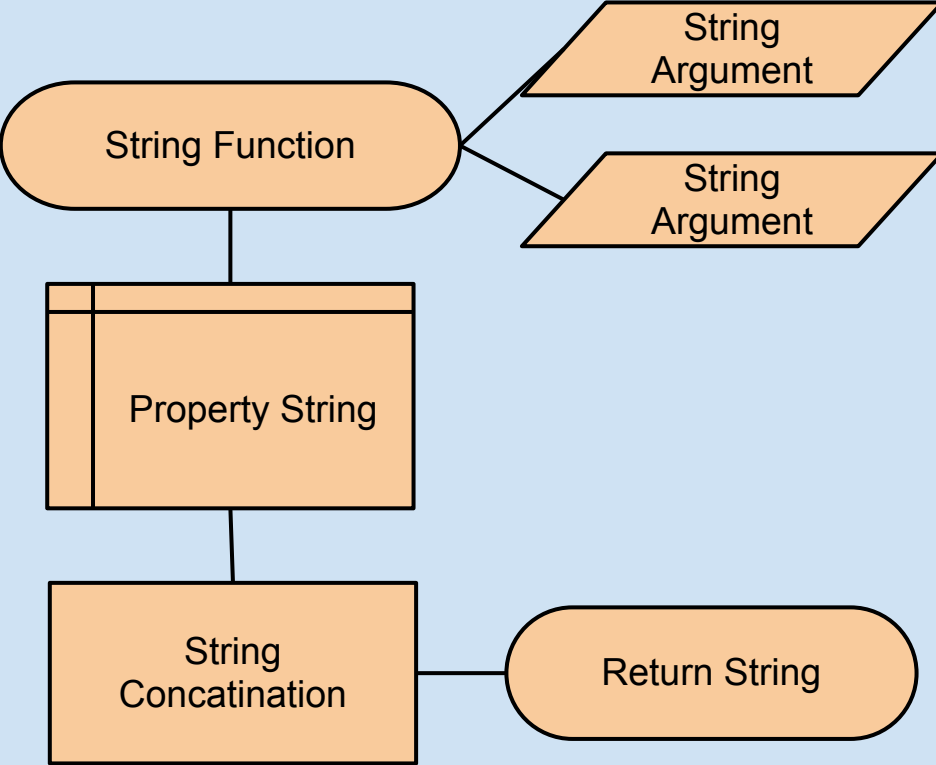 String
Argument
String Function
String
Argument
Property String
String
Concatination
Return String